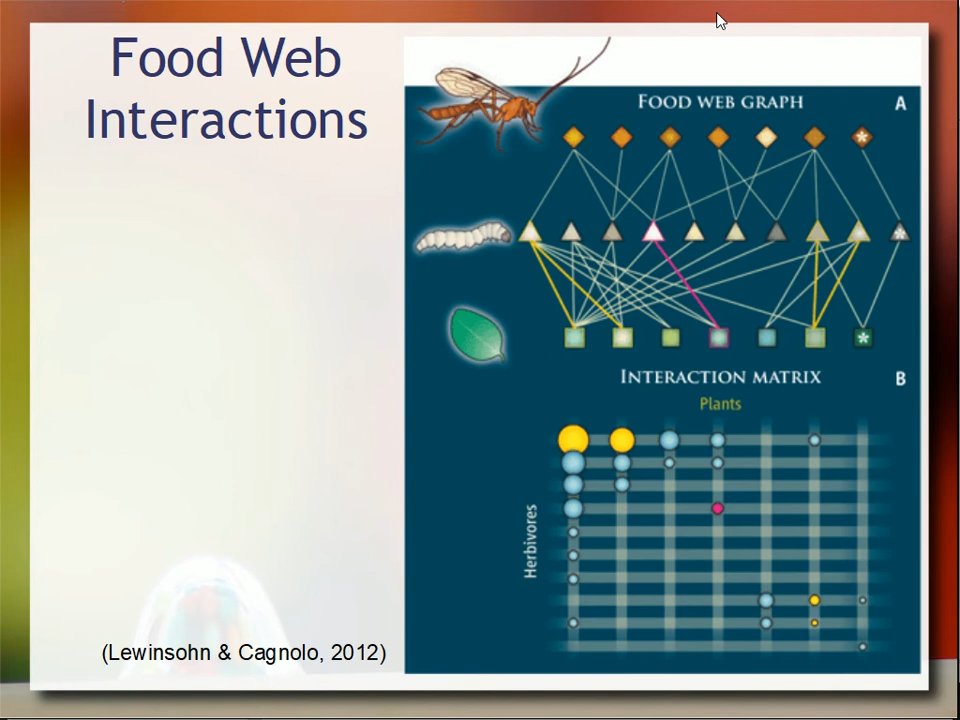 Food Web
Interactions
FOOD WEB GRAPH
A
INTERACTION MATRIX
B
Plants
Herbivores
(Lewinsohn & Cagnolo, 2012)